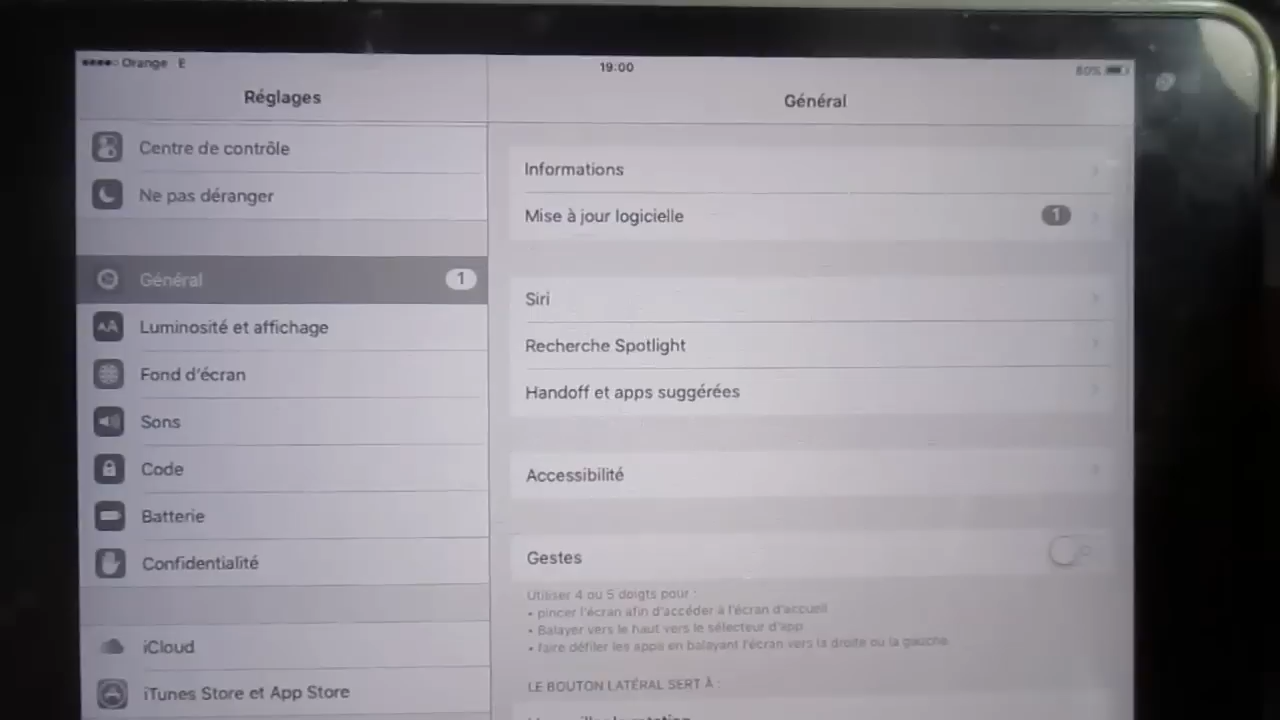 Orange E
19:00
80%
Réglages
Centre de contrôle
Ne pas déranger
Général 1
Luminosité et affichage
Fond d'écran
Sons
Code
Batterie
Confidentialité
iCloud
iTunes Store et App Store
Général
Informations
Mise à jour logicielle 1
Siri
Recherche Spotlight
Handoff et apps suggérées
Accessibilité
Gestes
Utiliser 4 ou 5 doigts pour :
• pincer l'écran afin d'accéder à l'écran d'accueil
• Balayer vers le haut vers le sélecteur d'app.
• faire défiler les apps en balayant l'écran vers la droite ou la gauche
LE BOUTON LATÉRAL SERT À :